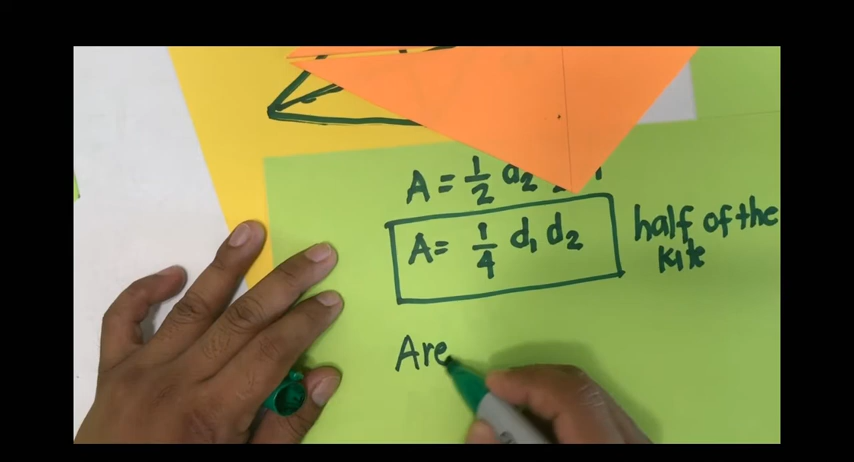 A = 1/2 d₂
A = 1/4 d₁ d₂ half of the kite
Are